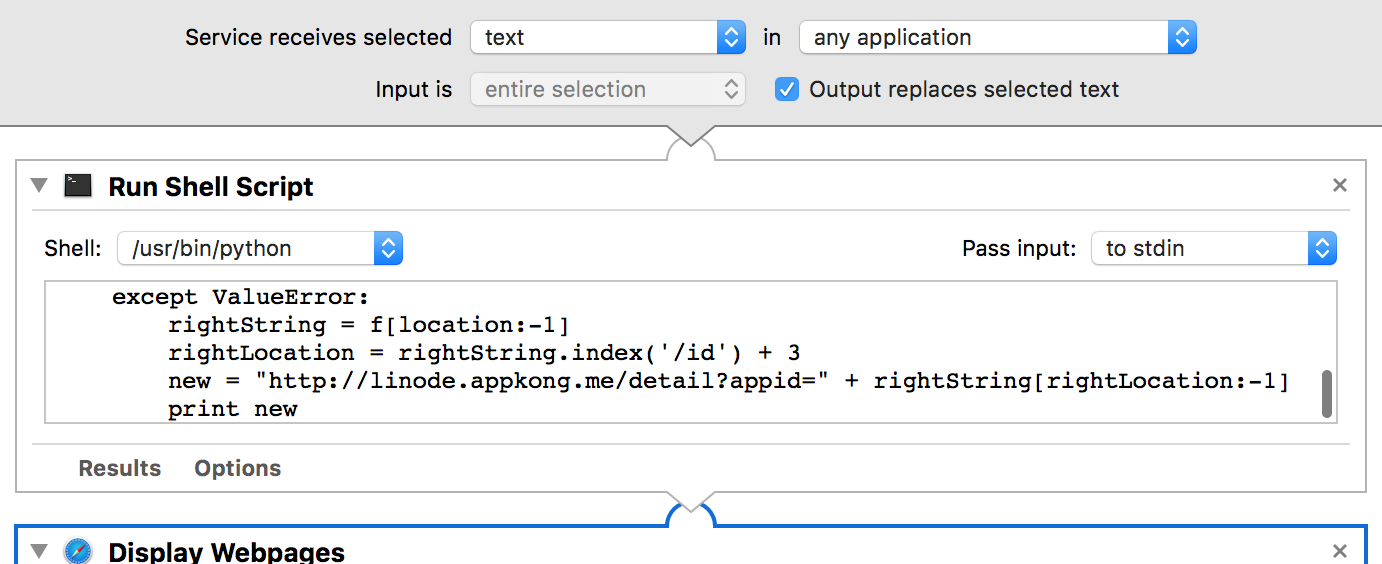 Service receives selected text in any application
Input is entire selection Output replaces selected text
Run Shell Script
Shell: /usr/bin/python Pass input: to stdin
except ValueError:
rightString = f[location:-1]
rightLocation = rightString.index('/id') + 3
new = "http://linode.appkong.me/detail?appid=" + rightString[rightLocation:-1]
print new
Results Options
Display Webpages